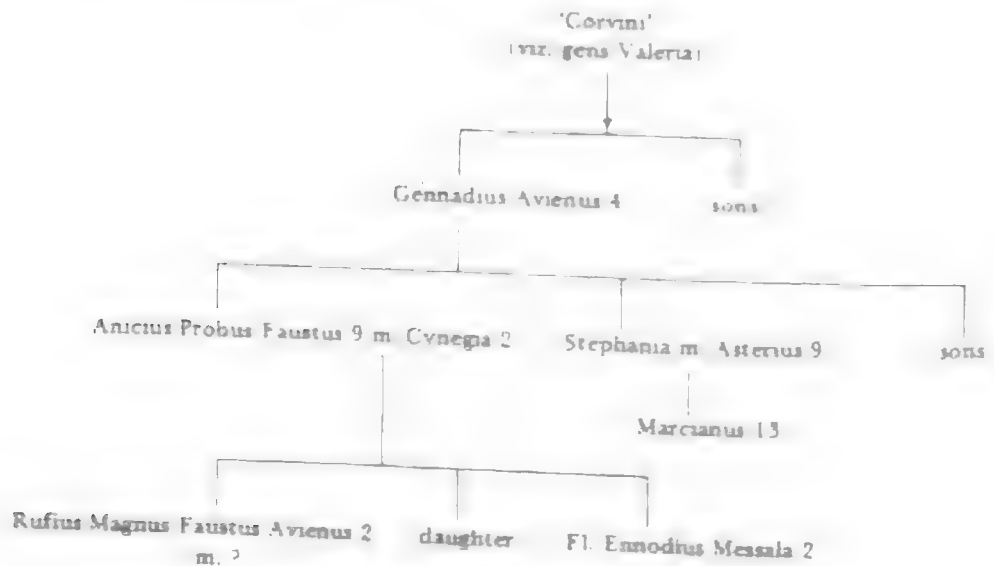 'Corvini'
(viz. gens Valeria)
Gennadius Avienus 4 sons
Anicius Probus Faustus 9 m. Cynegia 2 Stephania m. Asterius 9 sons
Marcianus 13
Rufius Magnus Faustus Avienus 2 daughter Fl. Ennodius Messala 2
m. ?